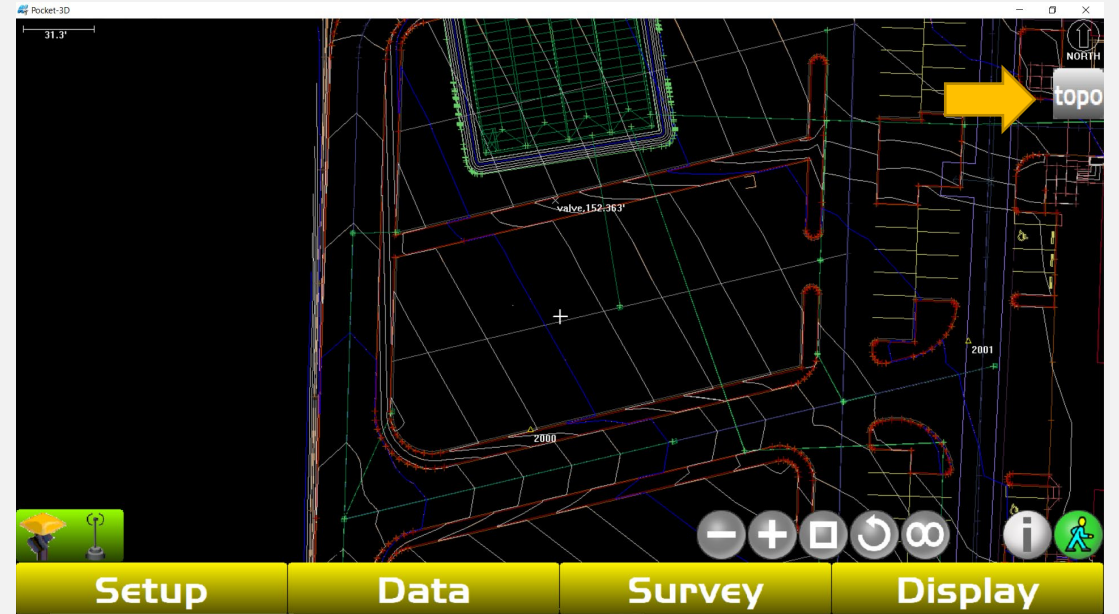 Pocket-3D
31.3'
NORTH
topo
valve,152.363'
2001
2000
Setup
Data
Survey
Display